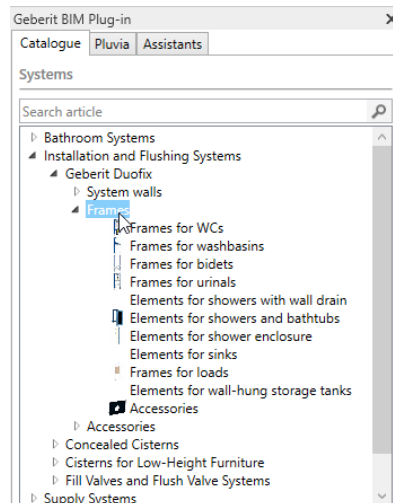 Geberit BIM Plug-in
Catalogue Pluvia Assistants
Systems
Search article
Bathroom Systems
Installation and Flushing Systems
Geberit Duofix
System walls
Frames
Frames for WCs
Frames for washbasins
Frames for bidets
Frames for urinals
Elements for showers with wall drain
Elements for showers and bathtubs
Elements for shower enclosure
Elements for sinks
Frames for loads
Elements for wall-hung storage tanks
Accessories
Accessories
Concealed Cisterns
Cisterns for Low-Height Furniture
Fill Valves and Flush Valve Systems
Supply Systems